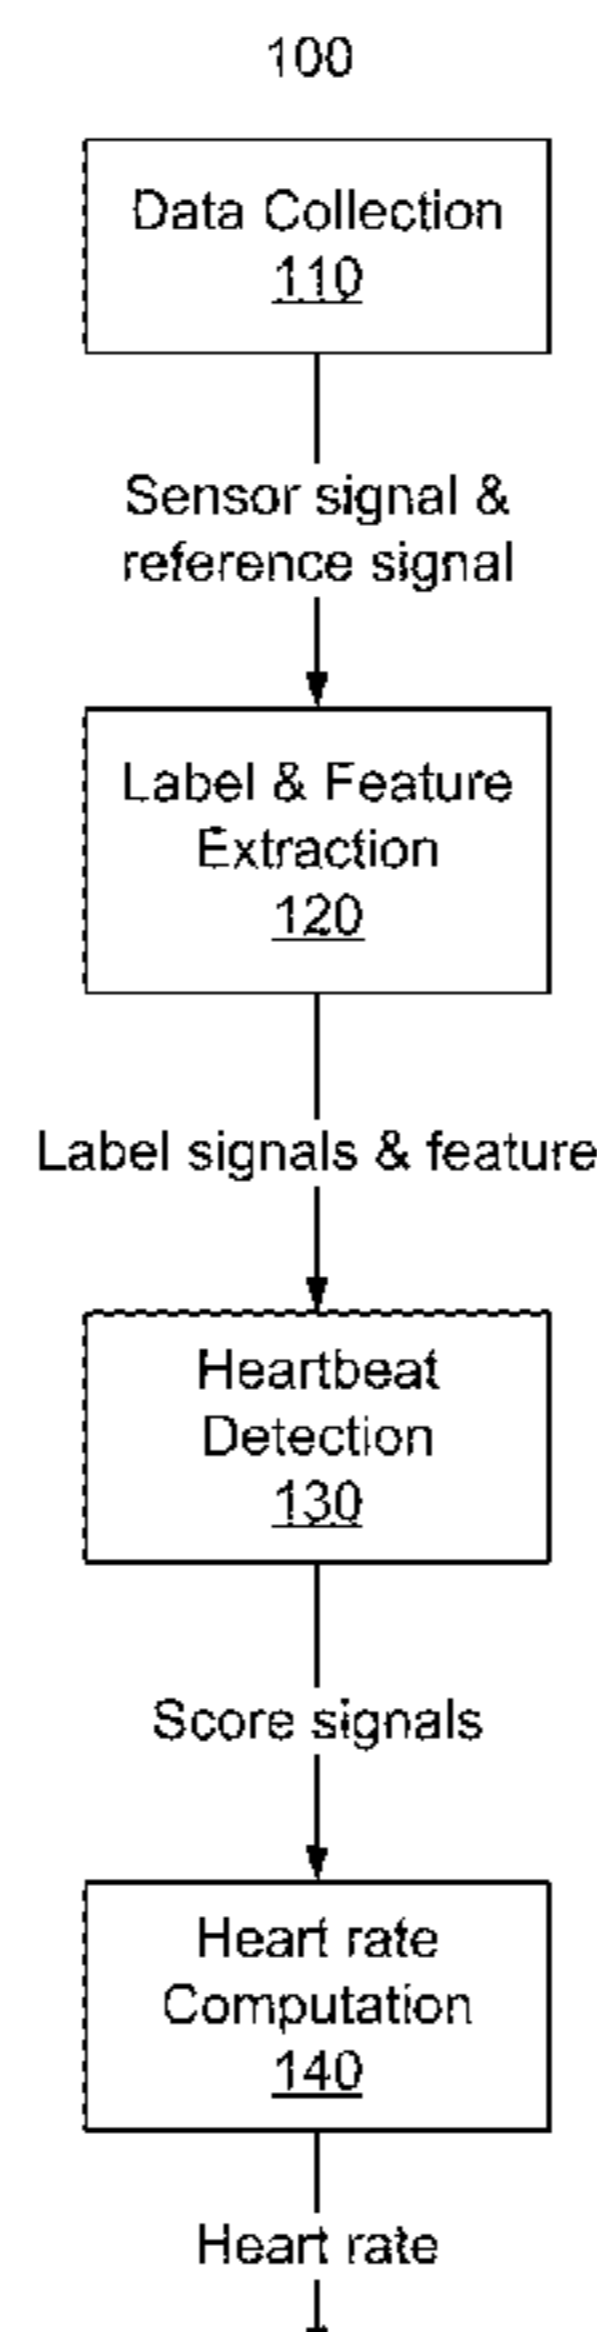 100
Data Collection
110
Sensor signal &
reference signal
Label & Feature
Extraction
120
Label signals & feature
Heartbeat
Detection
130
Score signals
Heart rate
Computation
140
Heart rate